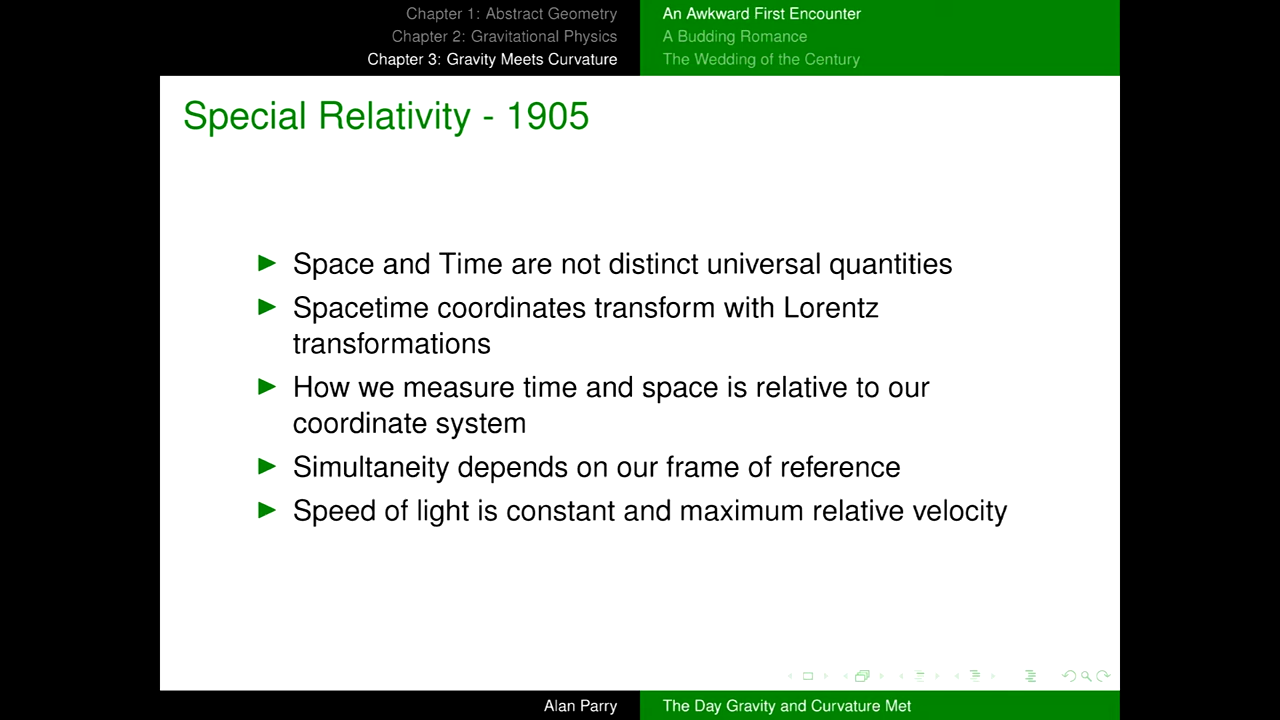 Chapter 1: Abstract Geometry
Chapter 2: Gravitational Physics
Chapter 3: Gravity Meets Curvature
An Awkward First Encounter
A Budding Romance
The Wedding of the Century
Special Relativity - 1905
Space and Time are not distinct universal quantities
Spacetime coordinates transform with Lorentz
transformations
How we measure time and space is relative to our
coordinate system
Simultaneity depends on our frame of reference
Speed of light is constant and maximum relative velocity
Alan Parry
The Day Gravity and Curvature Met